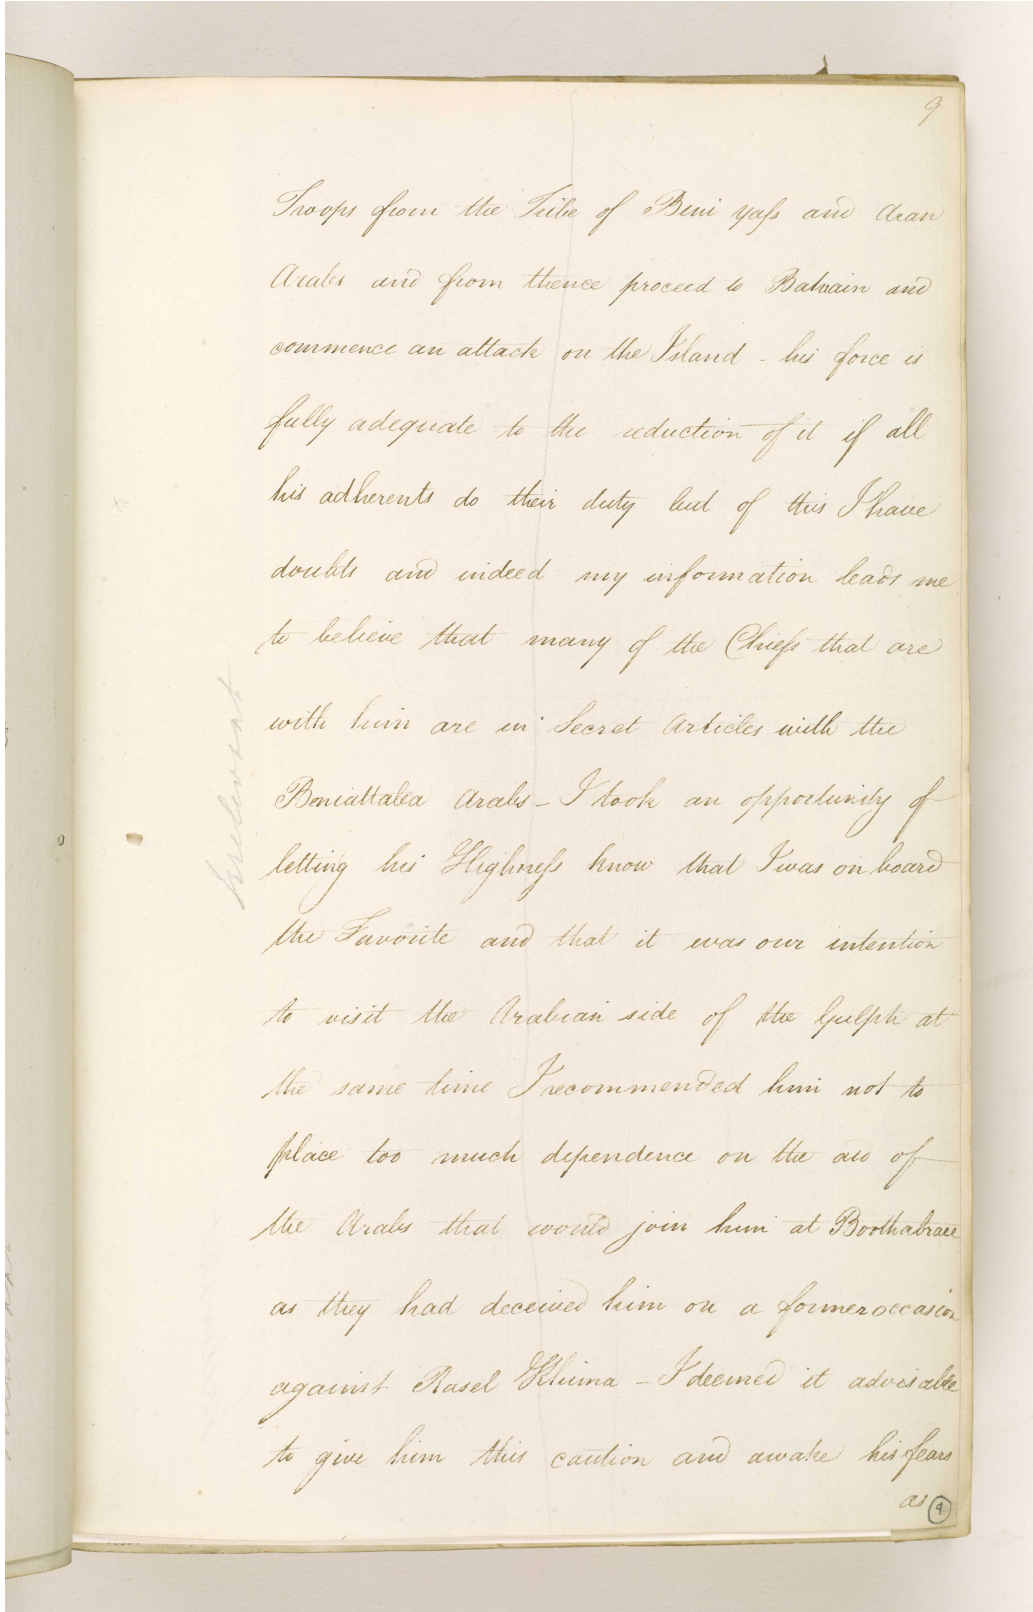 9
Troops from the Tribe of Beni Yass and Aran
Arabs and from thence proceed to Bahrain and
commence an attack on the Island - his force is
fully adequate to the reduction of it if all
his adherents do their duty but of this I have
doubts and indeed my information leads me
to believe that many of the Chiefs that are
with him are in Secret Articles with the
Beniattaba Arabs - I took an opportunity of
letting his Highness know that I was on board
the Favorite and that it was our intention
to visit the Arabian side of the Gulph at
the same time I recommended him not to
place too much dependence on the aid of
the Arabs that would join him at Boothabraee
as they had deceived him on a former occasion
against Rasel Khima - I deemed it advisable
to give him this caution and awake his fears
as
9
Irrelevant